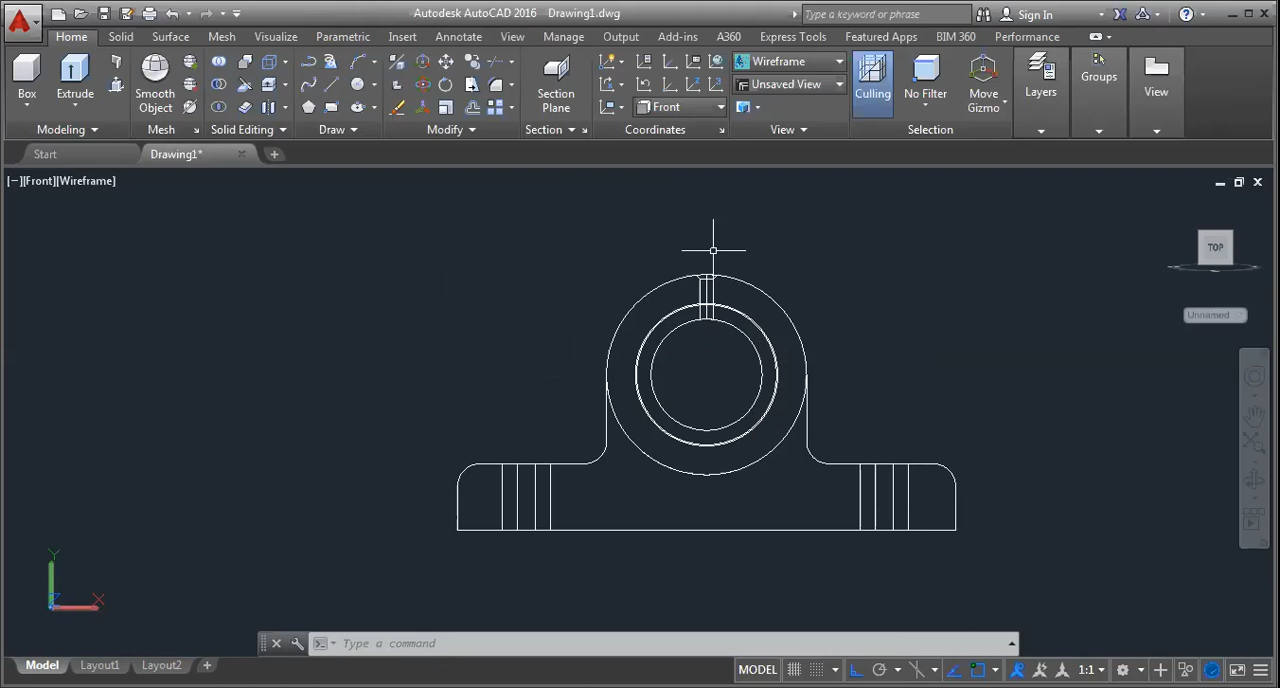 Autodesk AutoCAD 2016 Drawing1.dwg
Type a keyword or phrase
Sign In
Home Solid Surface Mesh Visualize Parametric Insert Annotate View Manage Output Add-ins A360 Express Tools Featured Apps BIM 360 Performance
Box
Extrude
Smooth
Object
Section
Plane
Front
Wireframe
Unsaved View
Culling
No Filter
Move
Gizmo
Layers
Groups
View
Modeling Mesh Solid Editing Draw Modify Section Coordinates View Selection
Start Drawing1*
[−][Front][Wireframe]
TOP
Unnamed
Y
Z
X
Type a command
Model Layout1 Layout2
MODEL 1:1